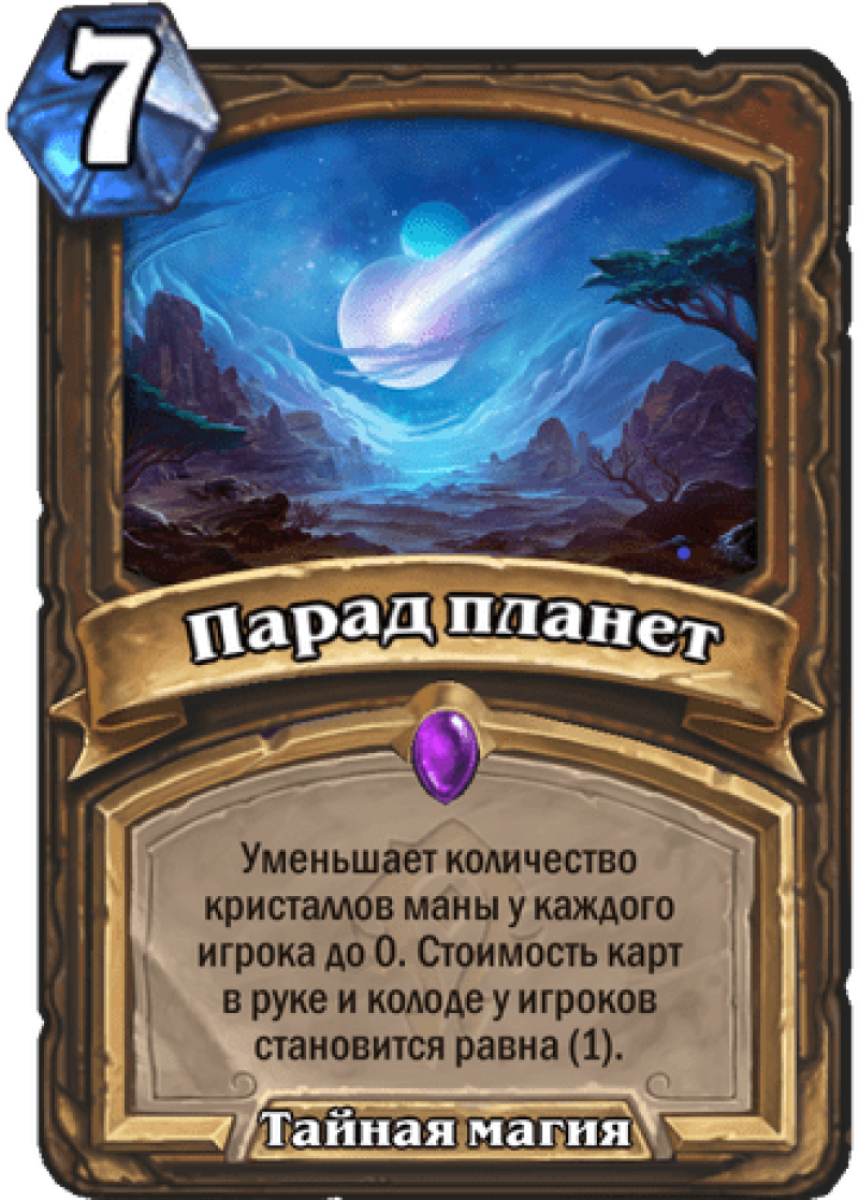 7
Парад планет
Уменьшает количество
кристаллов маны у каждого
игрока до 0. Стоимость карт
в руке и колоде у игроков
становится равна (1).
Тайная магия